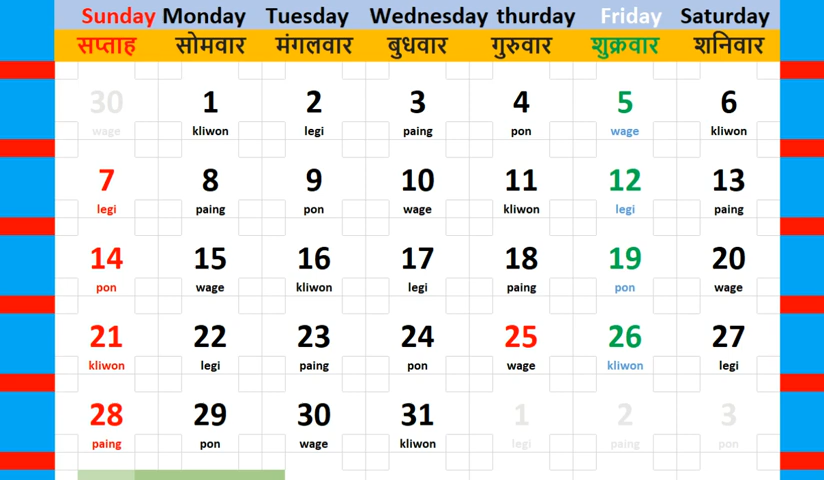 Sunday Monday Tuesday Wednesday thurday Friday Saturday
सप्ताह सोमवार मंगलवार बुधवार गुरुवार शुक्रवार शनिवार
30 1 2 3 4 5 6
wage kliwon legi paing pon wage kliwon
7 8 9 10 11 12 13
legi paing pon wage kliwon legi paing
14 15 16 17 18 19 20
pon wage kliwon legi paing pon wage
21 22 23 24 25 26 27
kliwon legi paing pon wage kliwon legi
28 29 30 31 1 2 3
paing pon wage kliwon legi paing pon